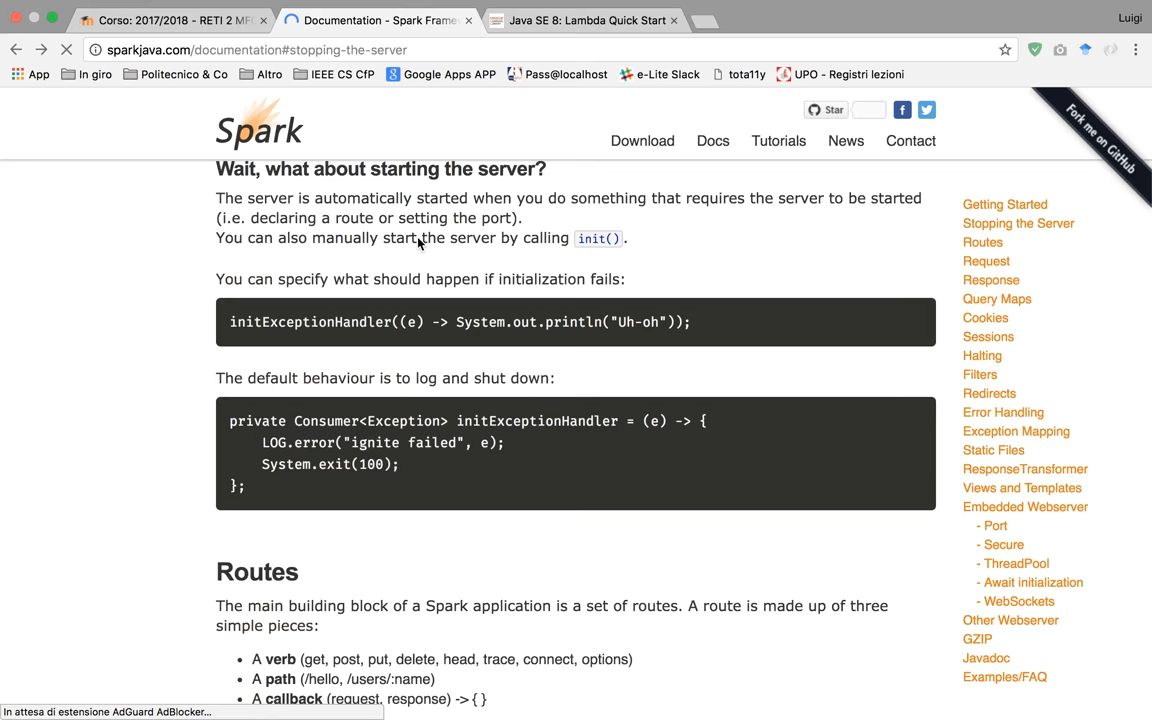 Corso: 2017/2018 - RETI 2 MFC
Documentation - Spark Framew
Java SE 8: Lambda Quick Start
Luigi
sparkjava.com/documentation#stopping-the-server
App
In giro
Politecnico & Co
Altro
IEEE CS CfP
Google Apps APP
Pass@localhost
e-Lite Slack
tota11y
UPO - Registri lezioni
Spark
Star
Download
Docs
Tutorials
News
Contact
Fork me on GitHub
Wait, what about starting the server?
The server is automatically started when you do something that requires the server to be started
(i.e. declaring a route or setting the port).
You can also manually start the server by calling init().
You can specify what should happen if initialization fails:
initExceptionHandler((e) -> System.out.println("Uh-oh"));
The default behaviour is to log and shut down:
private Consumer<Exception> initExceptionHandler = (e) -> {
LOG.error("ignite failed", e);
System.exit(100);
};
Routes
The main building block of a Spark application is a set of routes. A route is made up of three
simple pieces:
• A verb (get, post, put, delete, head, trace, connect, options)
• A path (/hello, /users/:name)
• A callback (request, response) -> { }
Getting Started
Stopping the Server
Routes
Request
Response
Query Maps
Cookies
Sessions
Halting
Filters
Redirects
Error Handling
Exception Mapping
Static Files
ResponseTransformer
Views and Templates
Embedded Webserver
- Port
- Secure
- ThreadPool
- Await initialization
- WebSockets
Other Webserver
GZIP
Javadoc
Examples/FAQ
In attesa di estensione AdGuard AdBlocker...